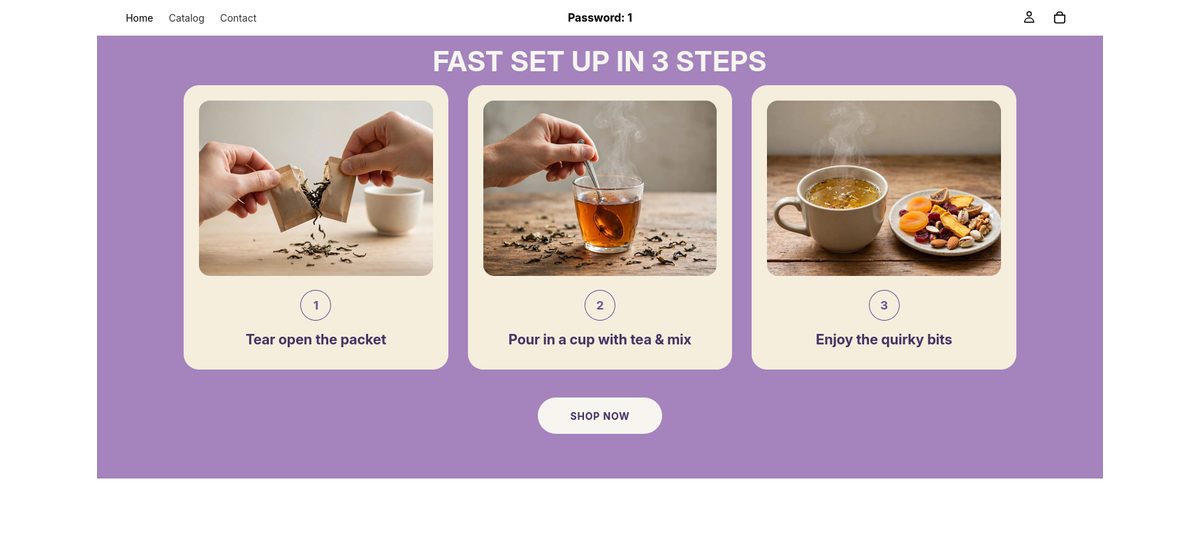 Home Catalog Contact Password: 1
FAST SET UP IN 3 STEPS
1
Tear open the packet
2
Pour in a cup with tea & mix
3
Enjoy the quirky bits
SHOP NOW